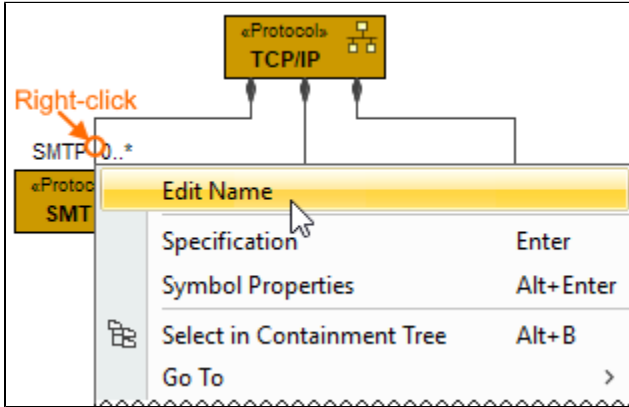 «Protocol»
TCP/IP
Right-click
SMTP 0..*
«Protoc
SMT
Edit Name
Specification Enter
Symbol Properties Alt+Enter
Select in Containment Tree Alt+B
Go To >